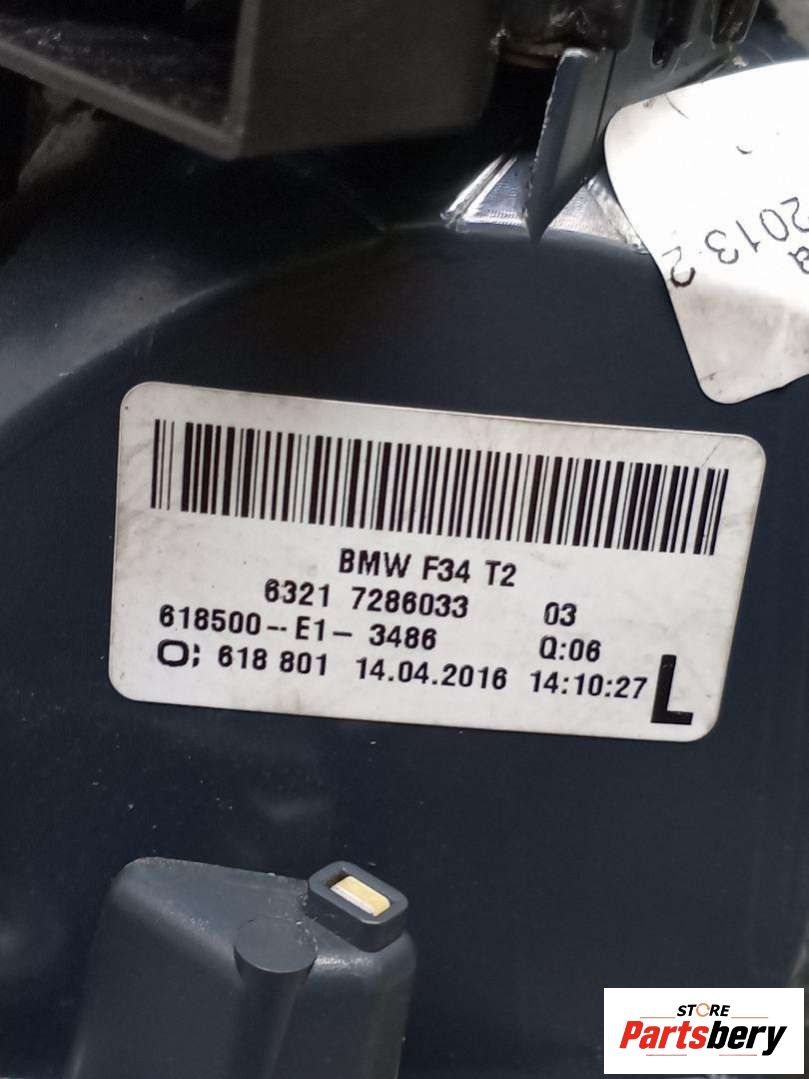 2013-2
BMW F34 T2
6321 7286033 03
618500--E1- 3486 Q:06
O; 618 801 14.04.2016 14:10:27 L
STORE
Partsbery